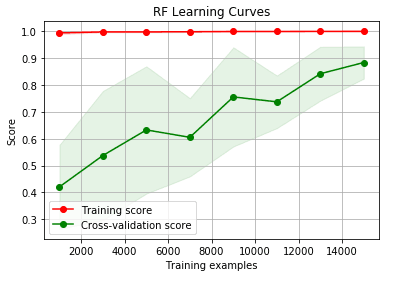 RF Learning Curves
Score
1.0
0.9
0.8
0.7
0.6
0.5
0.4
0.3
Training score
Cross-validation score
2000 4000 6000 8000 10000 12000 14000
Training examples